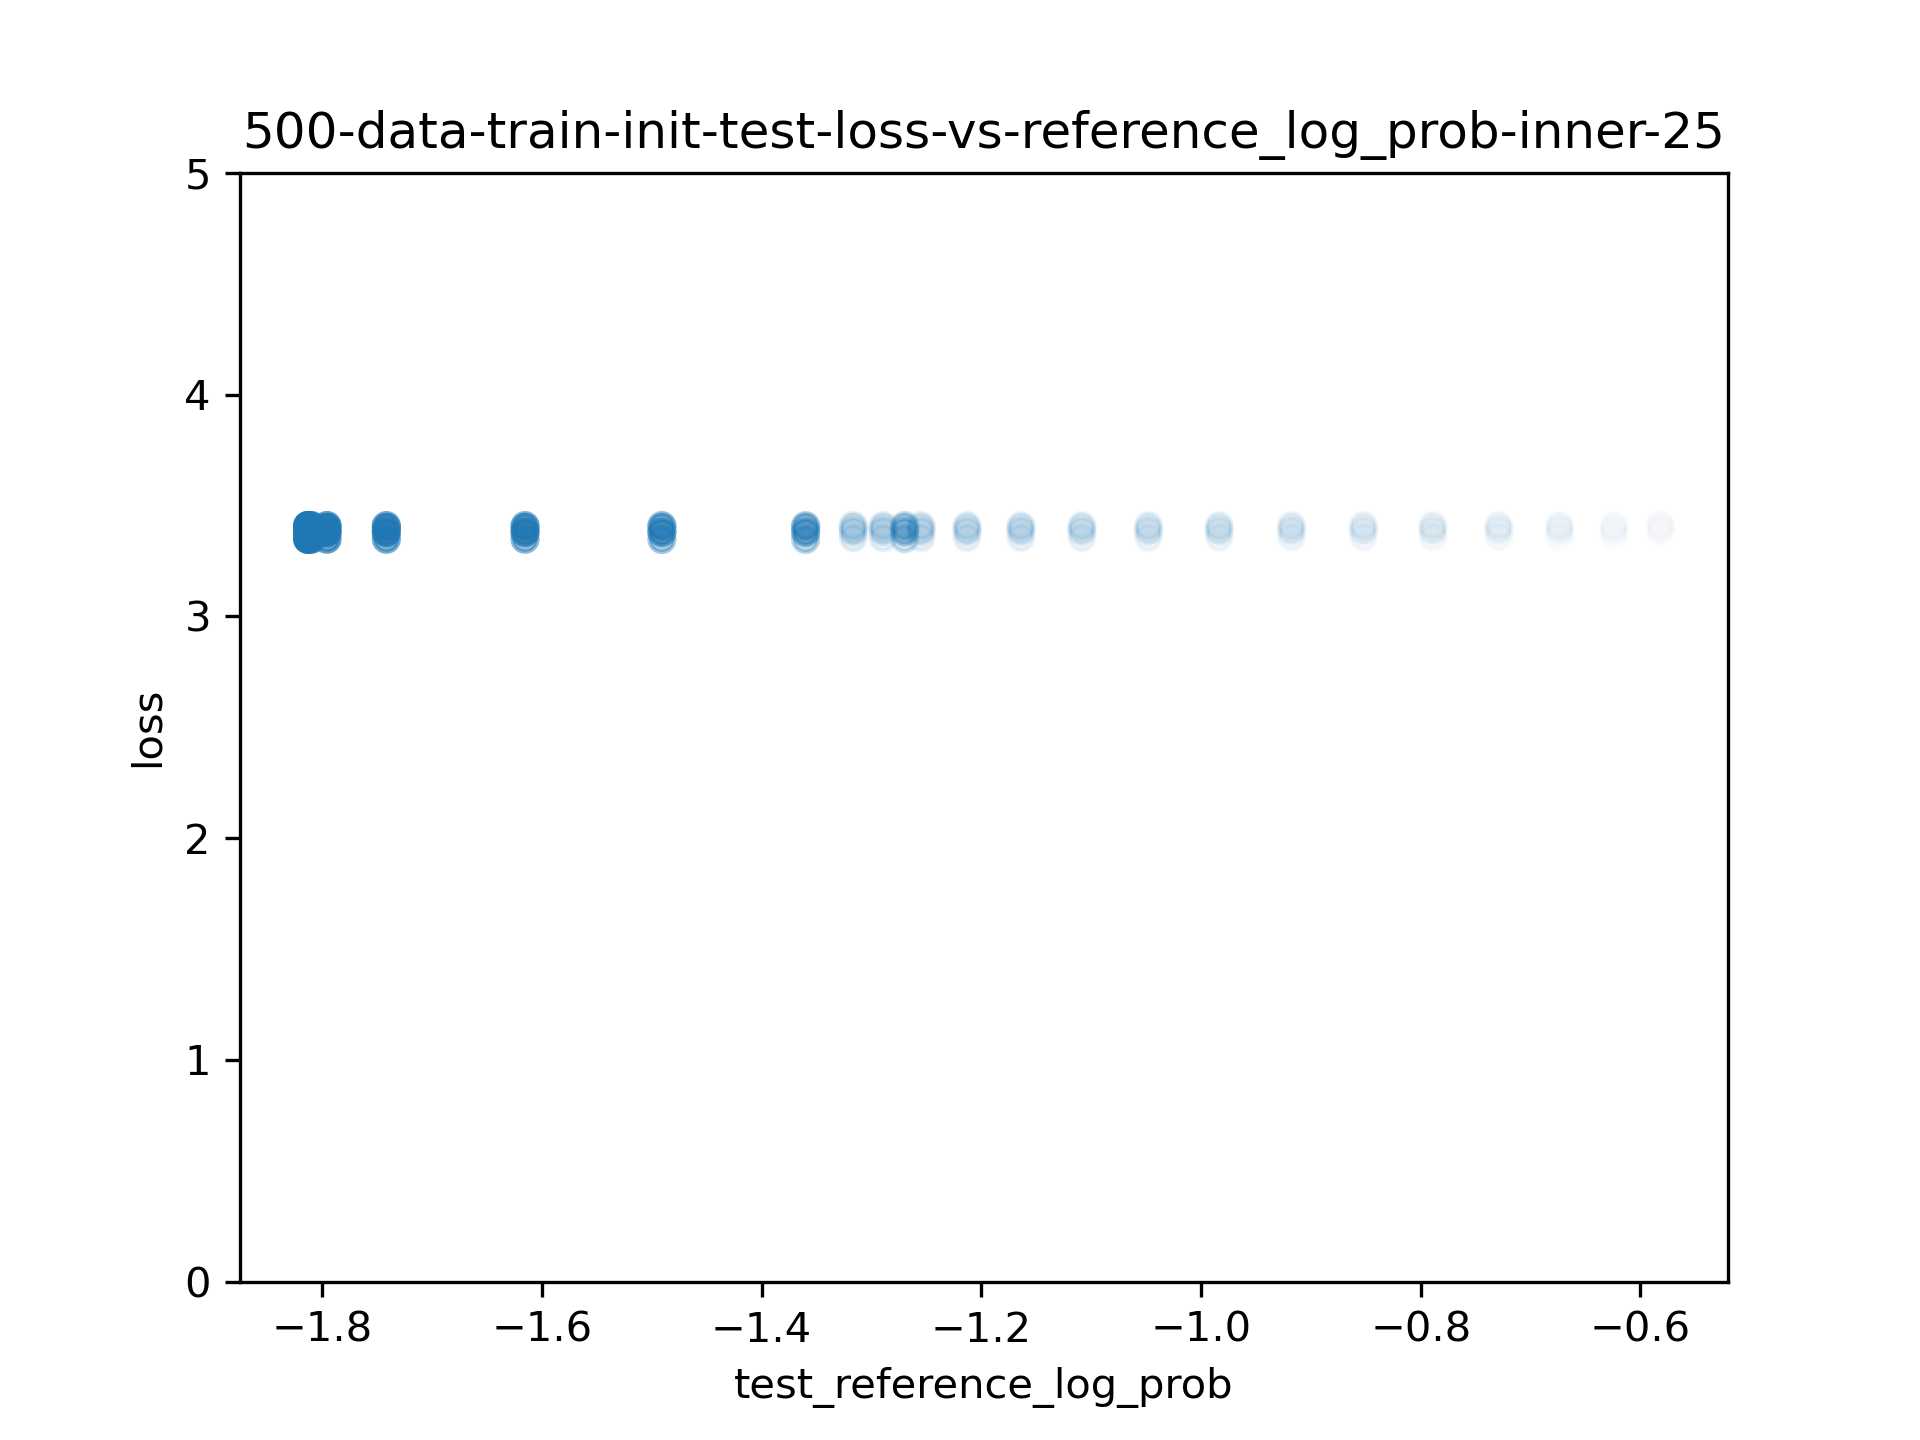 500-data-train-init-test-loss-vs-reference_log_prob-inner-25
5
4
3
2
1
0
loss
−1.8 −1.6 −1.4 −1.2 −1.0 −0.8 −0.6
test_reference_log_prob